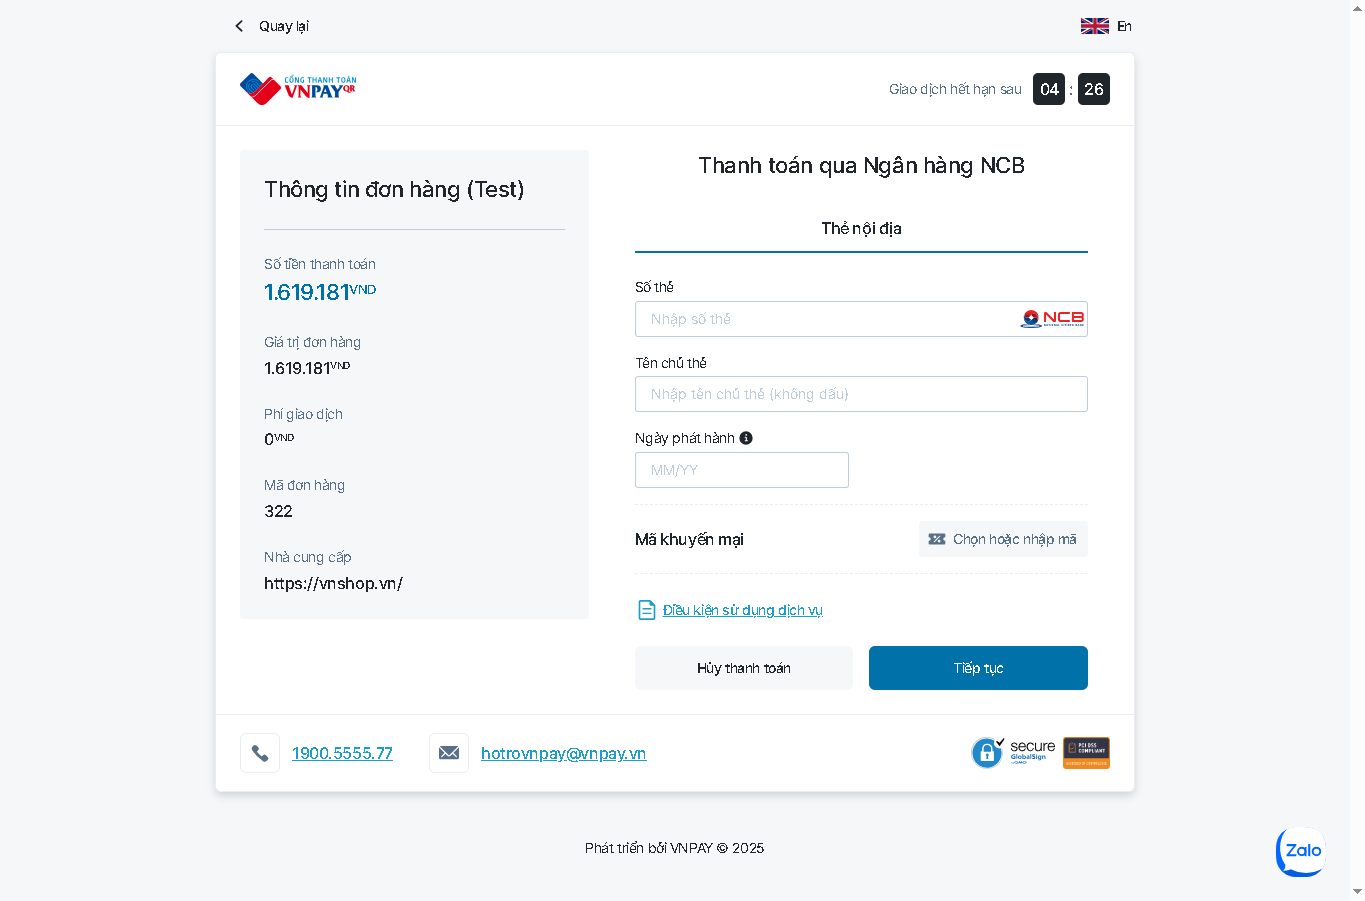 Quay lại
En
CỔNG THANH TOÁN
VNPAYQR
Giao dịch hết hạn sau 04 : 26
Thông tin đơn hàng (Test)
Số tiền thanh toán
1.619.181VND
Giá trị đơn hàng
1.619.181VND
Phí giao dịch
0VND
Mã đơn hàng
322
Nhà cung cấp
https://vnshop.vn/
Thanh toán qua Ngân hàng NCB
Thẻ nội địa
Số thẻ
Nhập số thẻ
NCB
Tên chủ thẻ
Nhập tên chủ thẻ (không dấu)
Ngày phát hành
MM/YY
Mã khuyến mại
Chọn hoặc nhập mã
Điều kiện sử dụng dịch vụ
Hủy thanh toán
Tiếp tục
1900.5555.77
hotrovnpay@vnpay.vn
secure
GlobalSign
PCI DSS
COMPLIANT
Phát triển bởi VNPAY © 2025
Zalo